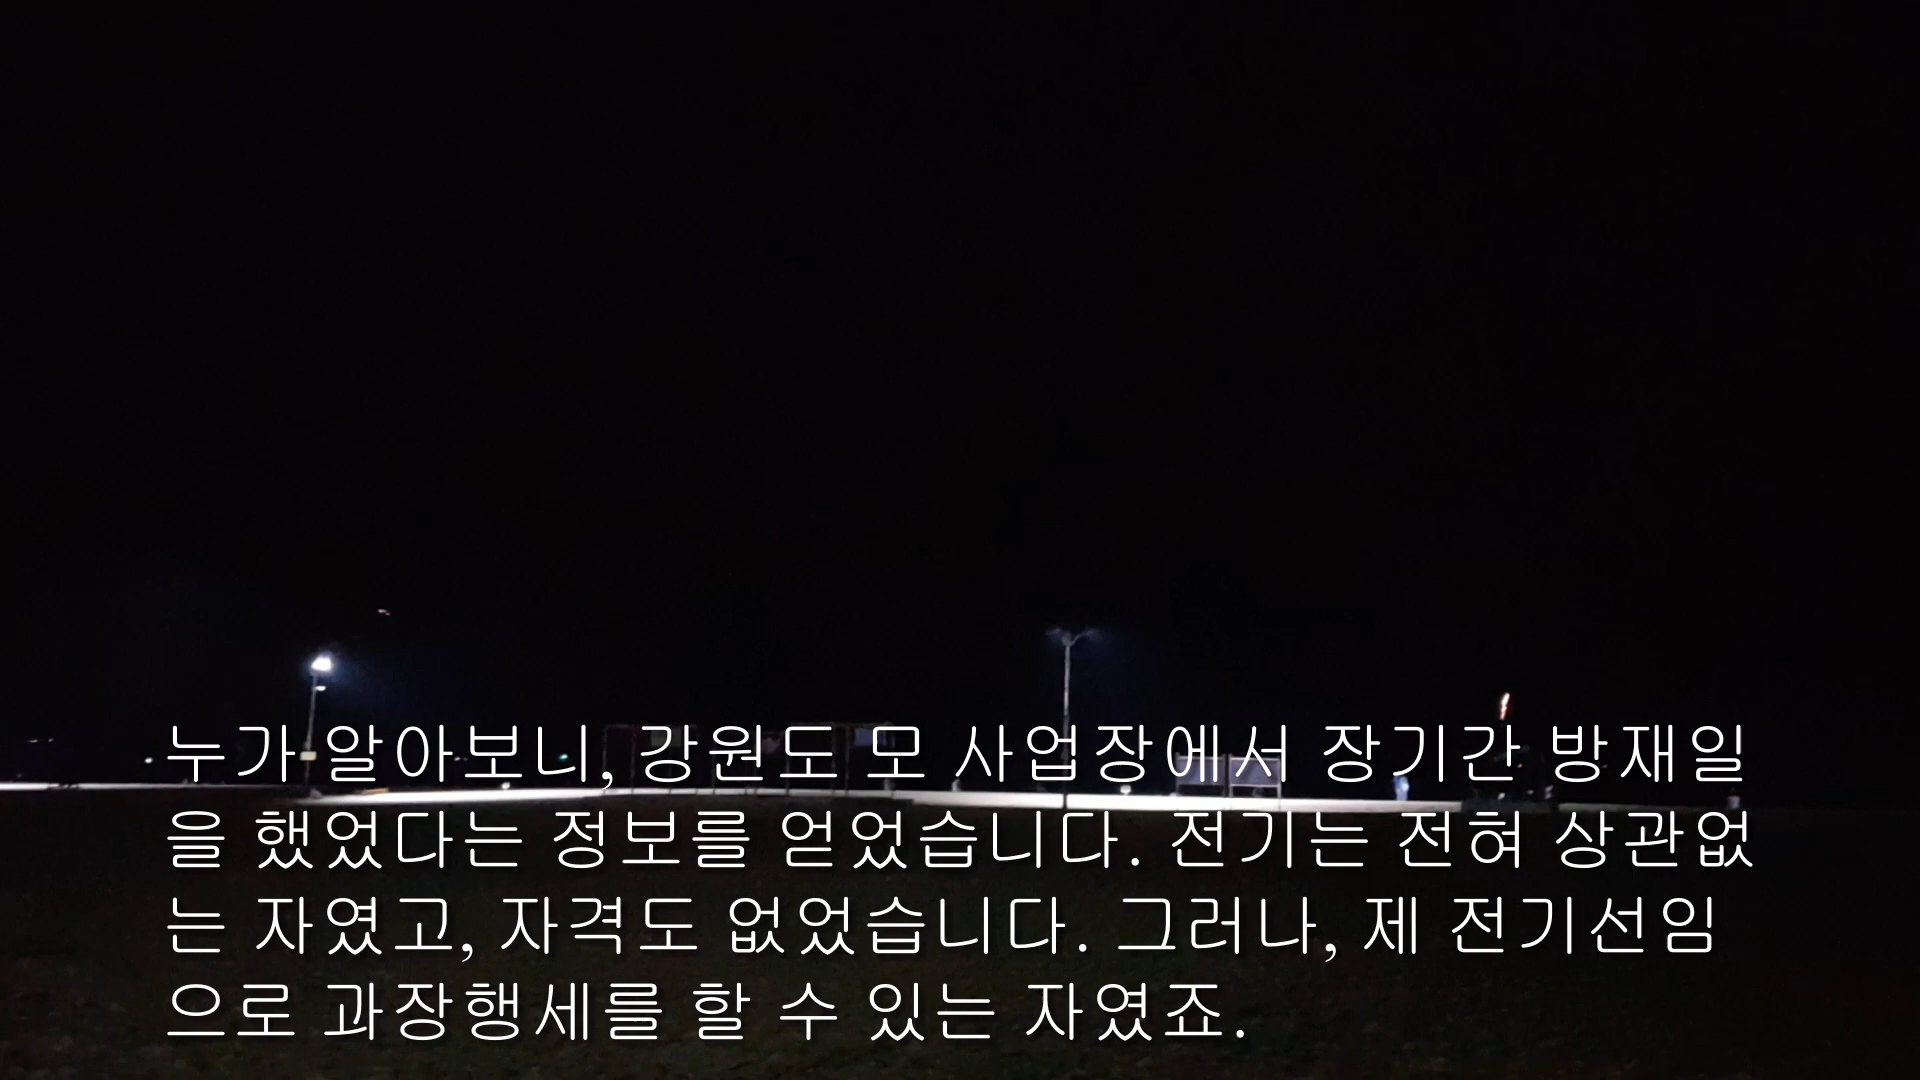 누가 알아보니, 강원도 모 사업장에서 장기간 방재일
을 했었다는 정보를 얻었습니다. 전기는 전혀 상관없
는 자였고, 자격도 없었습니다. 그러나, 제 전기선임
으로 과장행세를 할 수 있는 자였죠.